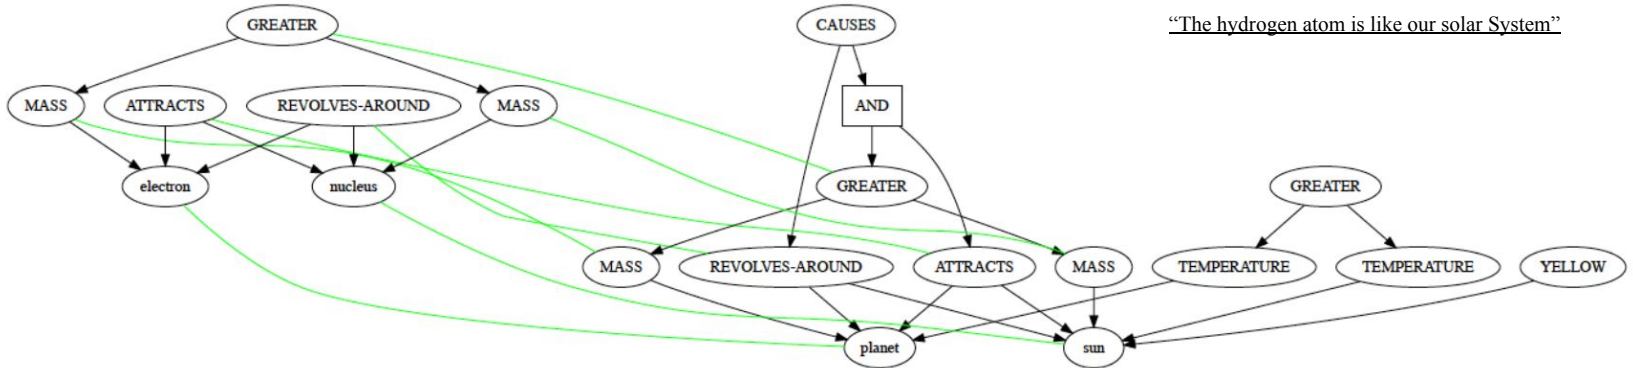 GREATER
CAUSES
“The hydrogen atom is like our solar System”
MASS
ATTRACTS
REVOLVES-AROUND
MASS
AND
electron
nucleus
GREATER
GREATER
MASS
REVOLVES-AROUND
ATTRACTS
MASS
TEMPERATURE
TEMPERATURE
YELLOW
planet
sun